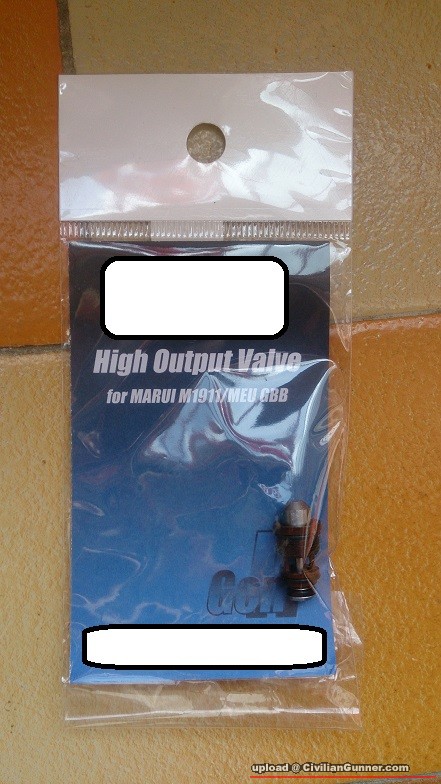 High Output Valve
for MARUI M1911/MEU GBB
upload @ CivilianGunner.com